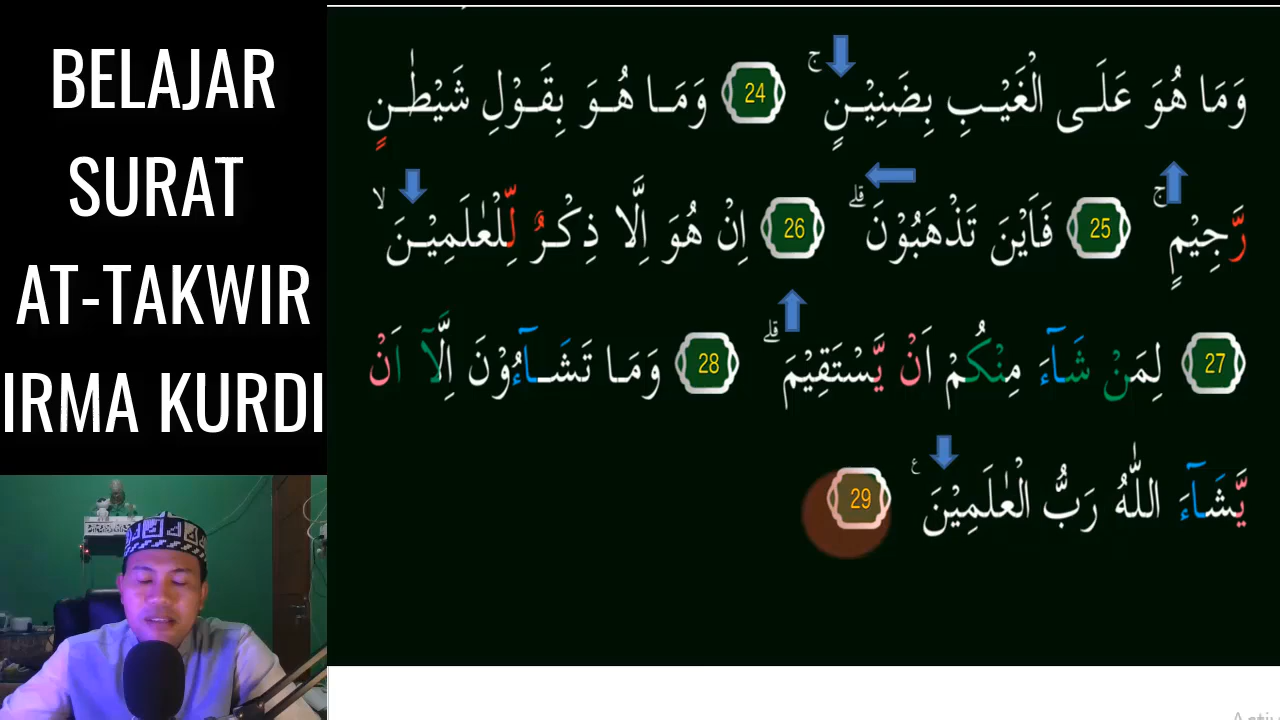 BELAJAR
SURAT
AT-TAKWIR
IRMA KURDI
وَمَا هُوَ عَلَى الْغَيْبِ بِضَنِيْنٍ ۚ 24 وَمَا هُوَ بِقَوْلِ شَيْطٰنٍ
رَّجِيْمٍ ۚ 25 فَاَيْنَ تَذْهَبُوْنَ ۗ 26 اِنْ هُوَ اِلَّا ذِكْرٌ لِّلْعٰلَمِيْنَ ۙ
27 لِمَنْ شَاۤءَ مِنْكُمْ اَنْ يَّسْتَقِيْمَ ۗ 28 وَمَا تَشَاۤءُوْنَ اِلَّآ اَنْ
يَّشَاۤءَ اللّٰهُ رَبُّ الْعٰلَمِيْنَ ع 29